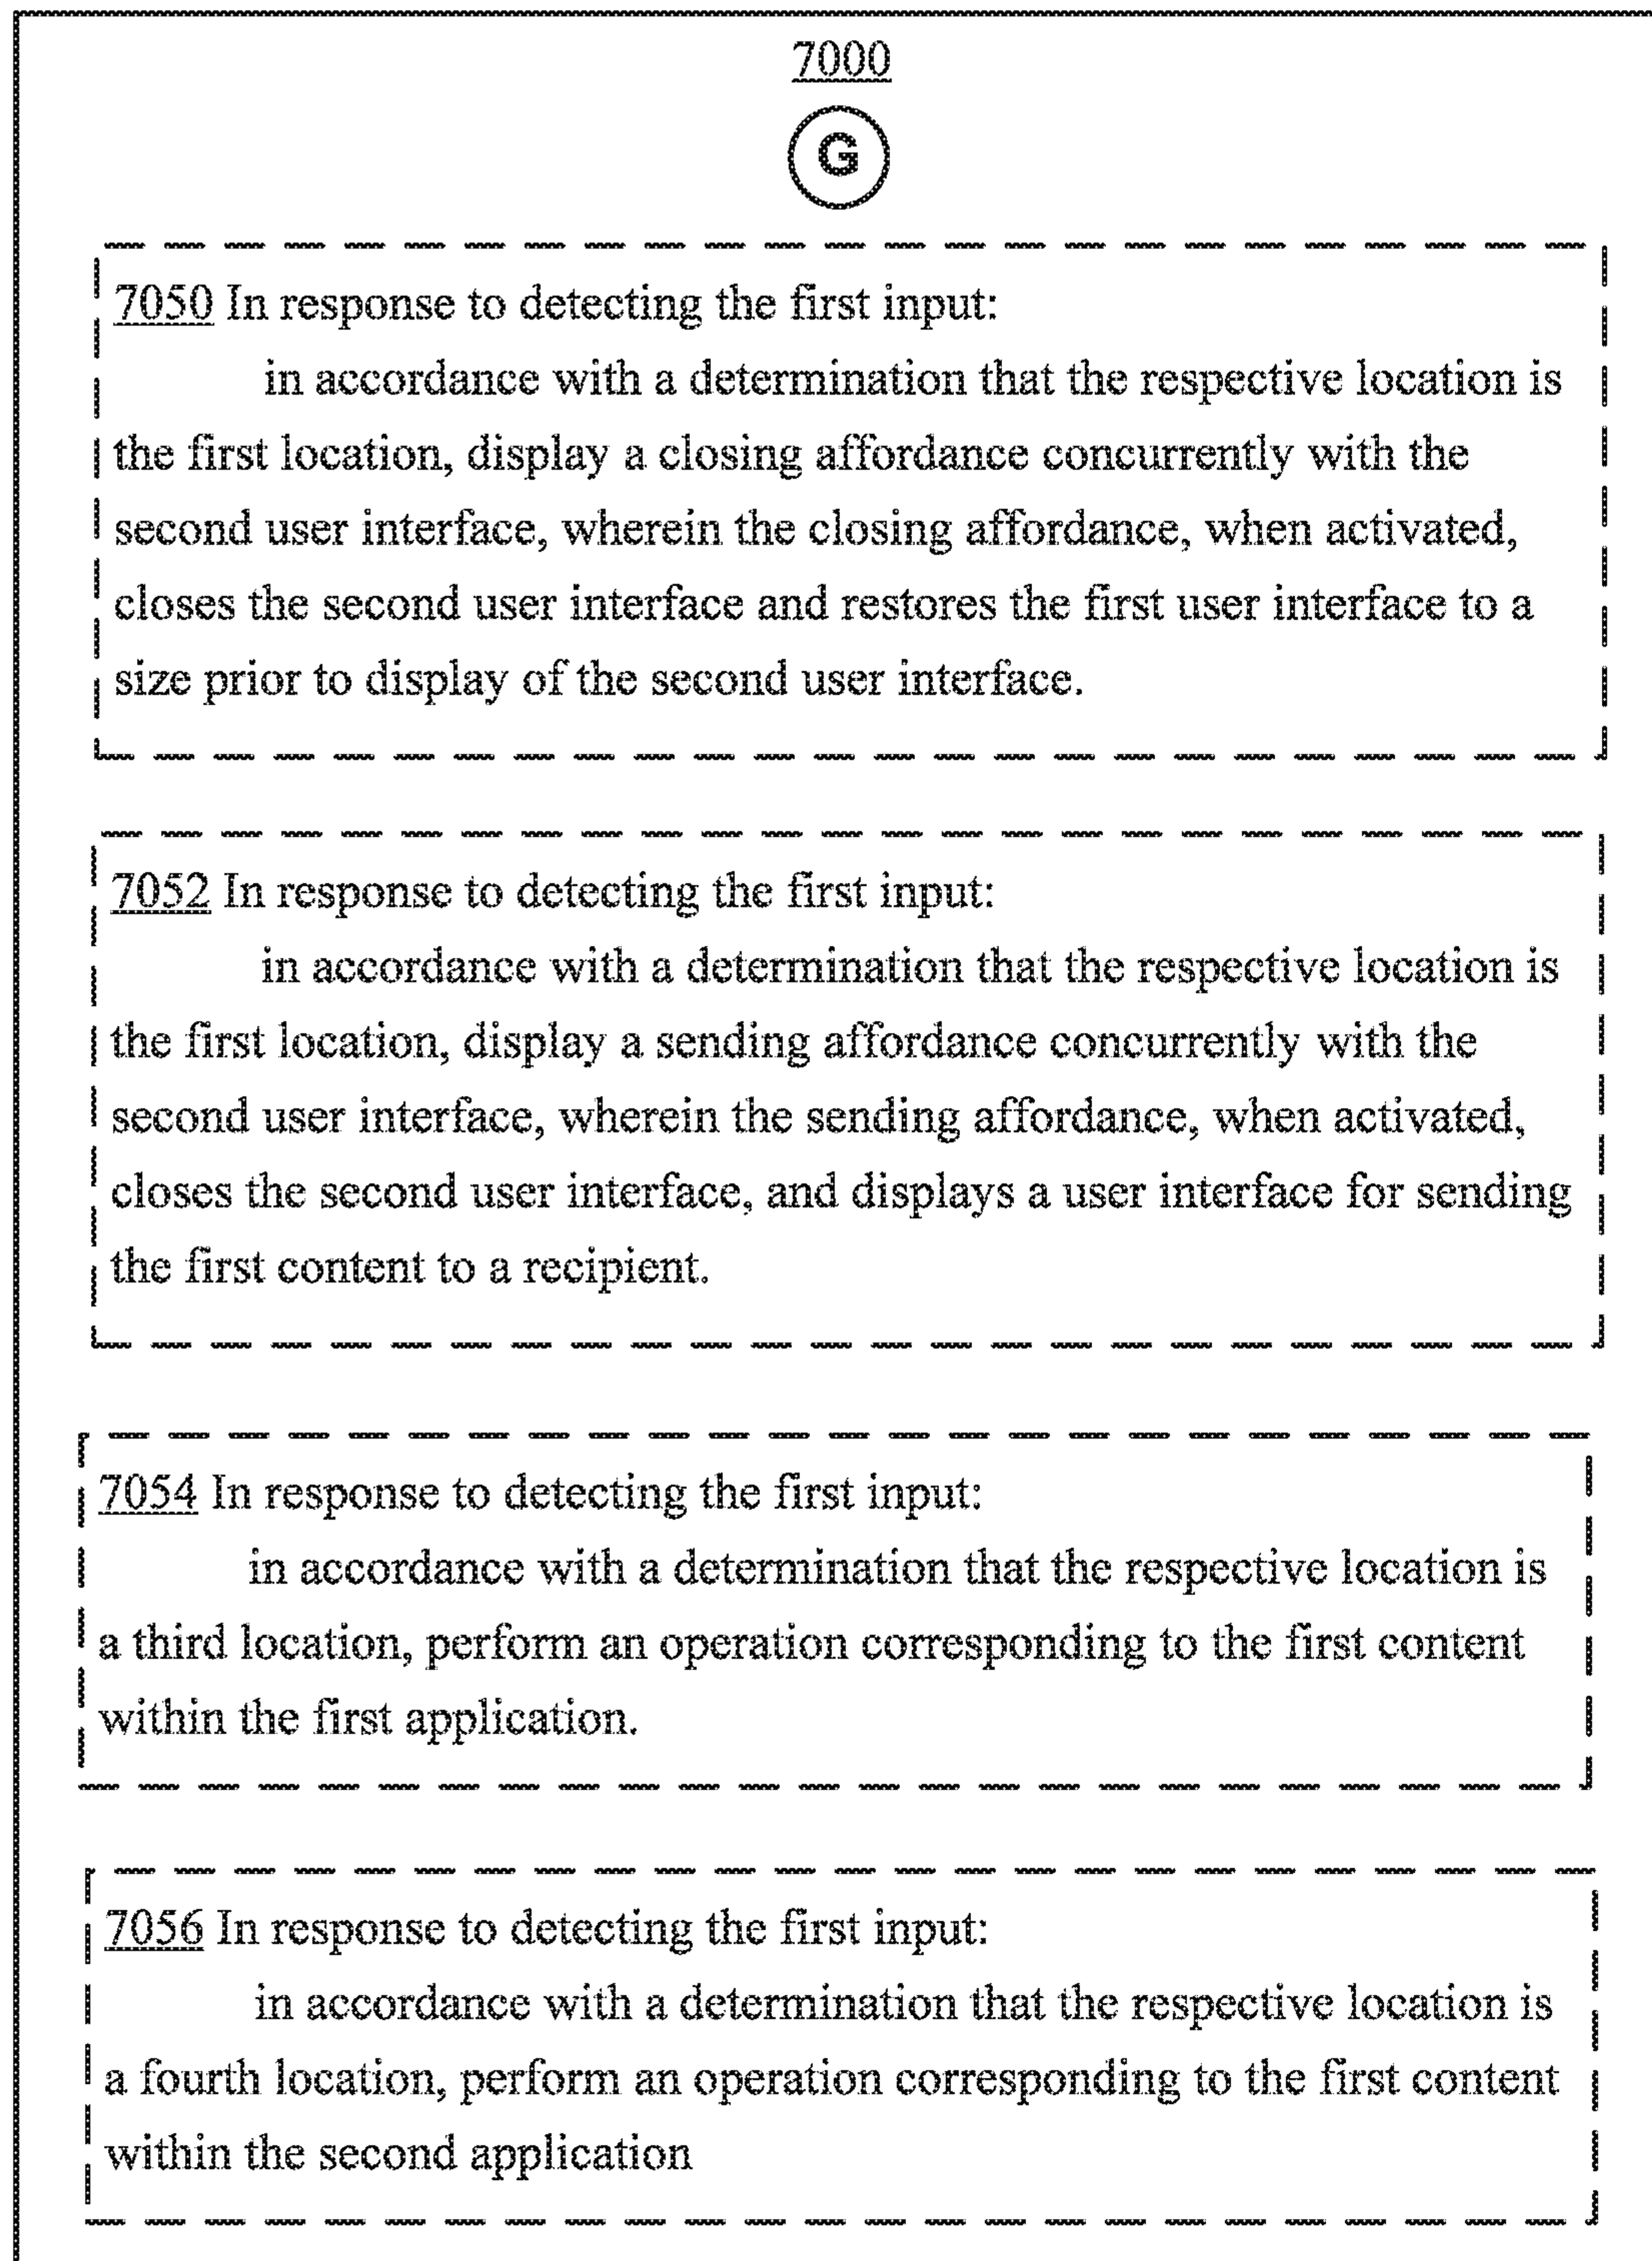 7000
G
7050 In response to detecting the first input:
in accordance with a determination that the respective location is
the first location, display a closing affordance concurrently with the
second user interface, wherein the closing affordance, when activated,
closes the second user interface and restores the first user interface to a
size prior to display of the second user interface.
7052 In response to detecting the first input:
in accordance with a determination that the respective location is
the first location, display a sending affordance concurrently with the
second user interface, wherein the sending affordance, when activated,
closes the second user interface, and displays a user interface for sending
the first content to a recipient.
7054 In response to detecting the first input:
in accordance with a determination that the respective location is
a third location, perform an operation corresponding to the first content
within the first application.
7056 In response to detecting the first input:
in accordance with a determination that the respective location is
a fourth location, perform an operation corresponding to the first content
within the second application